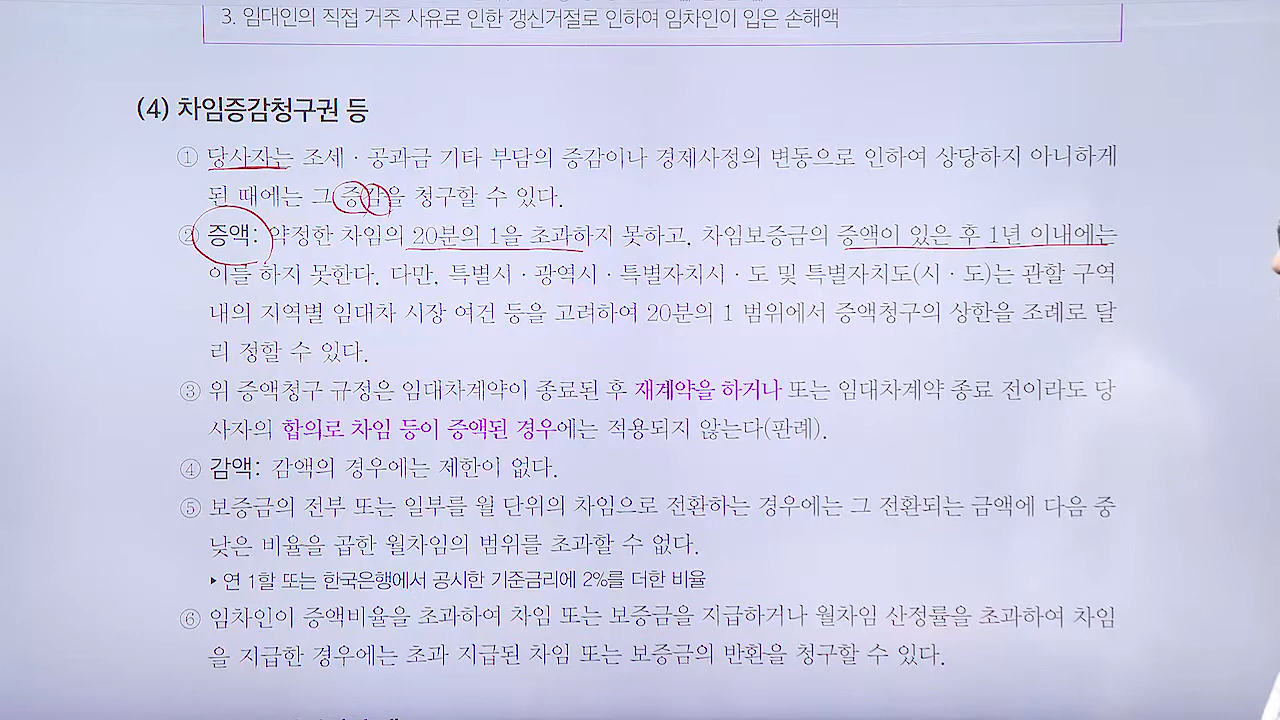 3. 임대인의 직접 거주 사유로 인한 갱신거절로 인하여 임차인이 입은 손해액
(4) 차임증감청구권 등
① 당사자는 조세 · 공과금 기타 부담의 증감이나 경제사정의 변동으로 인하여 상당하지 아니하게
된 때에는 그 증감을 청구할 수 있다.
② 증액: 약정한 차임의 20분의 1을 초과하지 못하고, 차임보증금의 증액이 있은 후 1년 이내에는
이를 하지 못한다. 다만, 특별시 · 광역시 · 특별자치시 · 도 및 특별자치도(시 · 도)는 관할 구역
내의 지역별 임대차 시장 여건 등을 고려하여 20분의 1 범위에서 증액청구의 상한을 조례로 달
리 정할 수 있다.
③ 위 증액청구 규정은 임대차계약이 종료된 후 재계약을 하거나 또는 임대차계약 종료 전이라도 당
사자의 합의로 차임 등이 증액된 경우에는 적용되지 않는다(판례).
④ 감액: 감액의 경우에는 제한이 없다.
⑤ 보증금의 전부 또는 일부를 월 단위의 차임으로 전환하는 경우에는 그 전환되는 금액에 다음 중
낮은 비율을 곱한 월차임의 범위를 초과할 수 없다.
▸ 연 1할 또는 한국은행에서 공시한 기준금리에 2%를 더한 비율
⑥ 임차인이 증액비율을 초과하여 차임 또는 보증금을 지급하거나 월차임 산정률을 초과하여 차임
을 지급한 경우에는 초과 지급된 차임 또는 보증금의 반환을 청구할 수 있다.